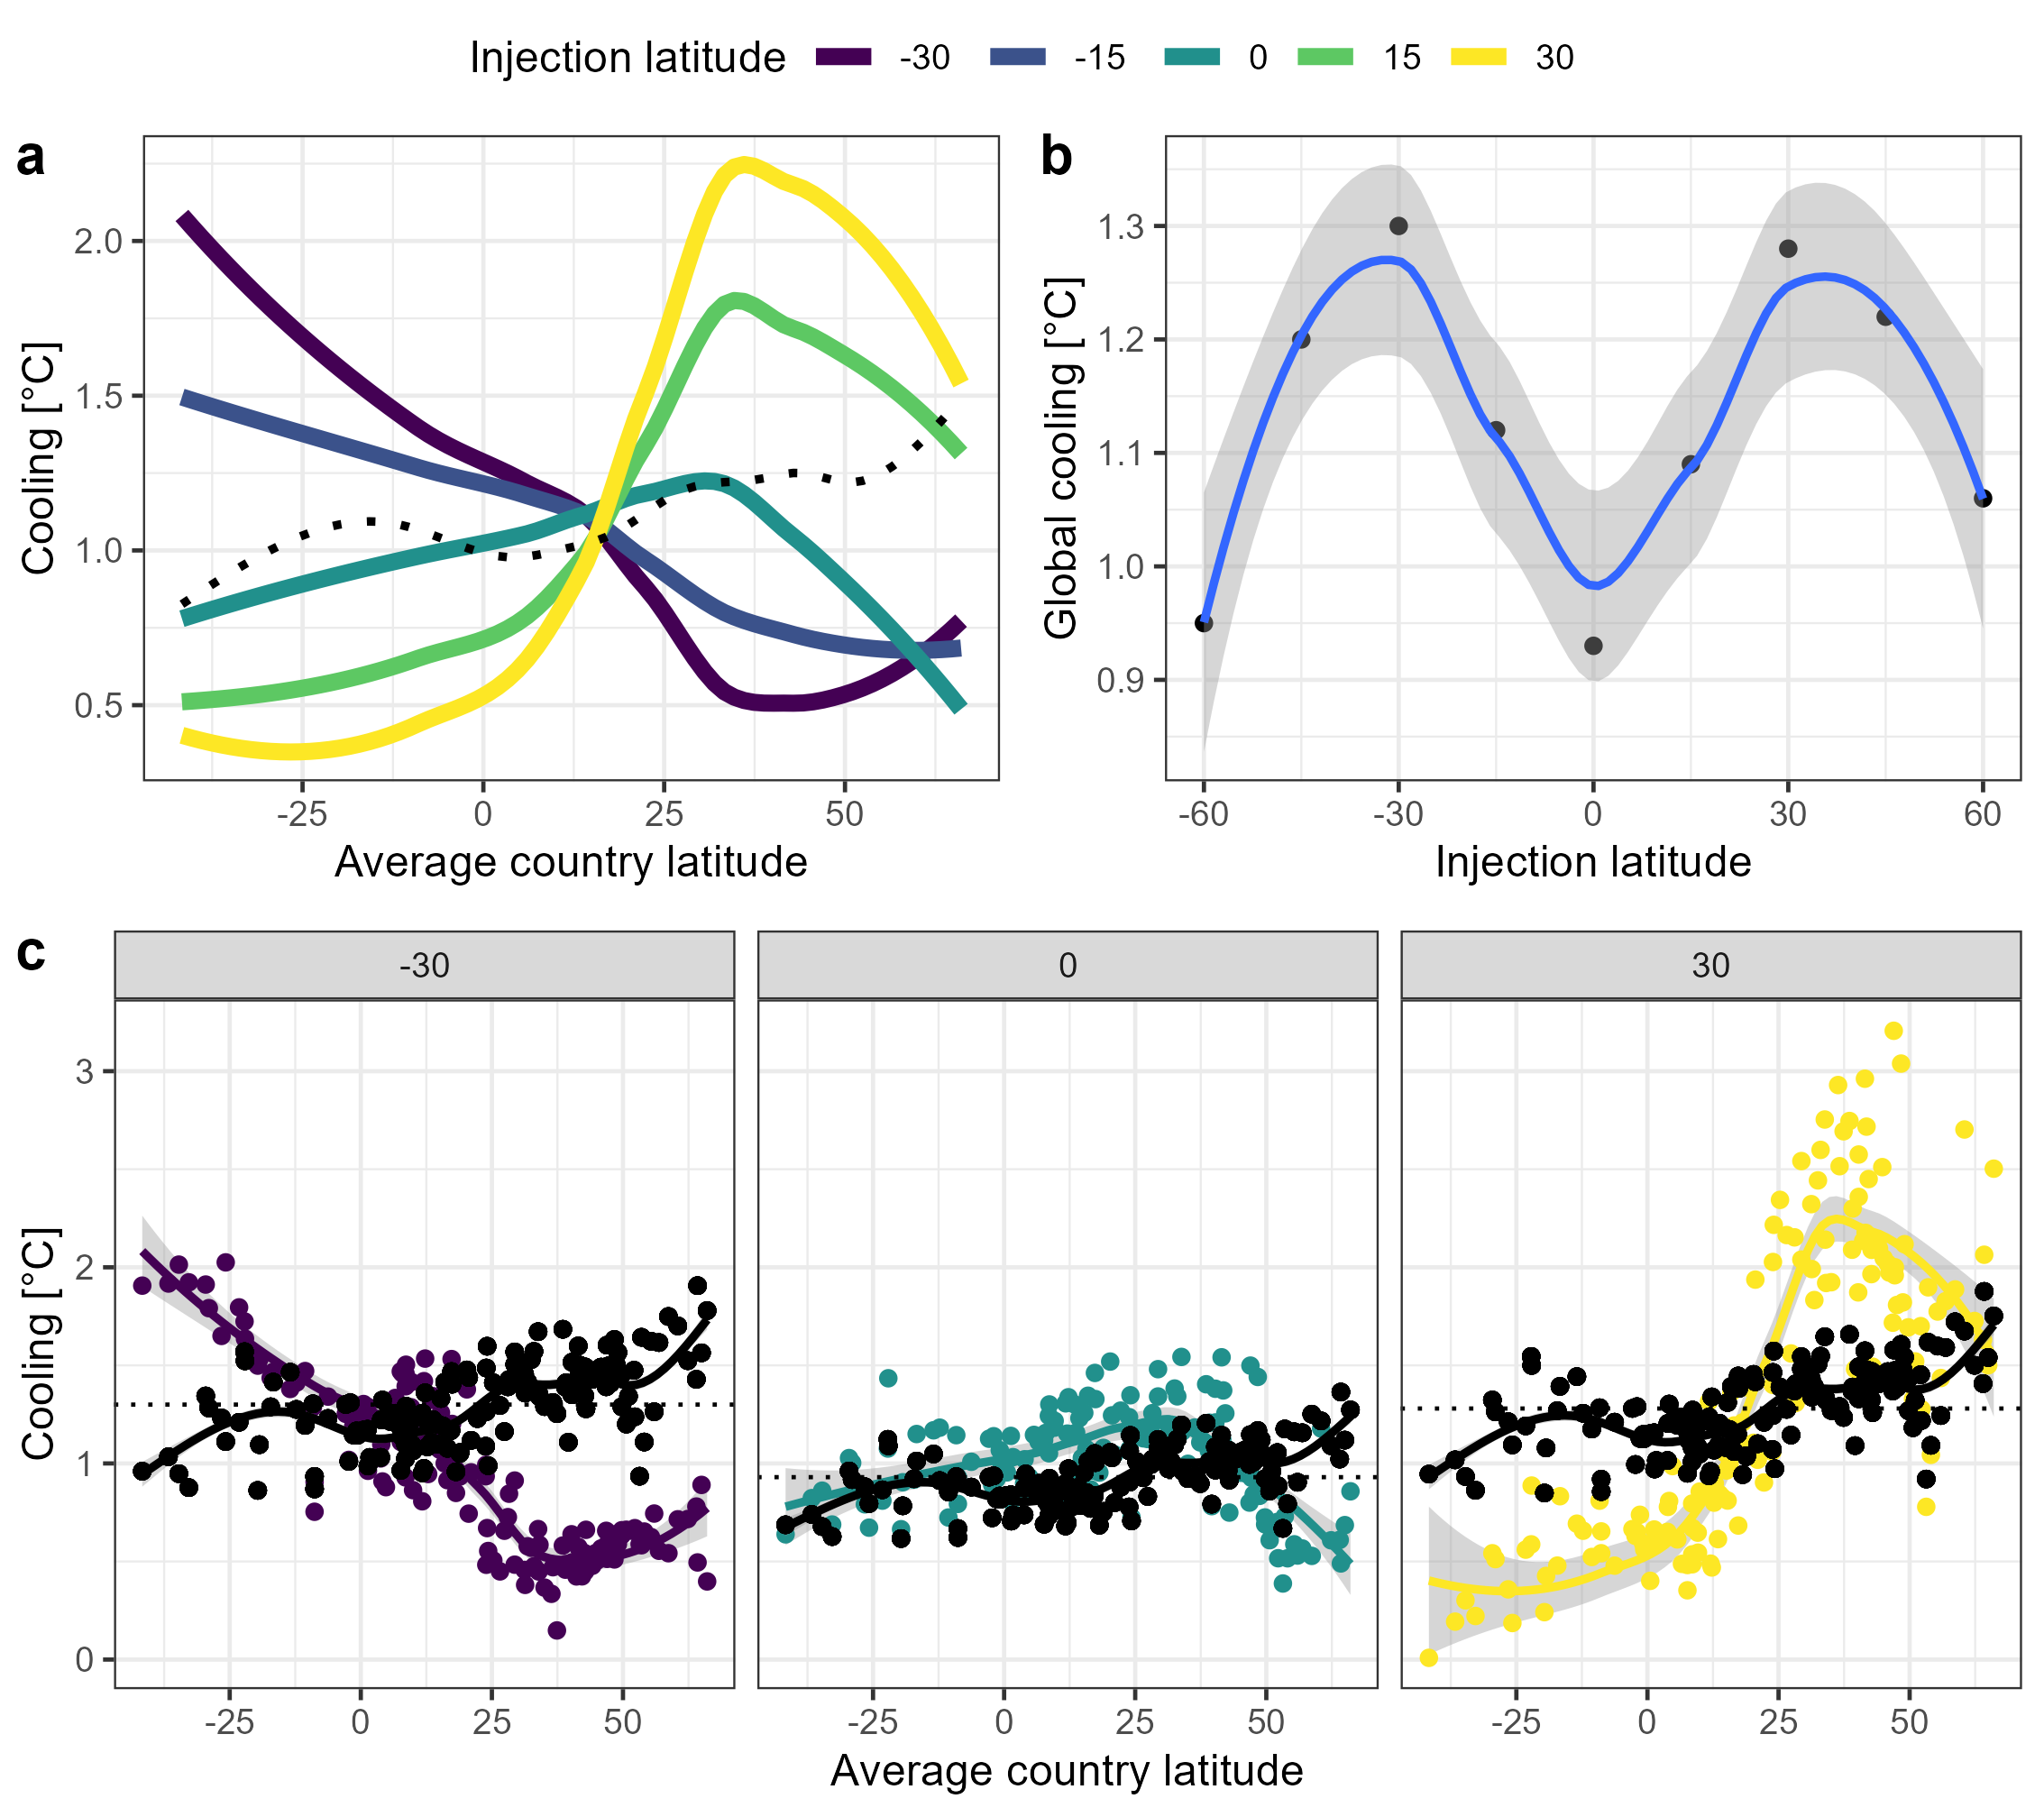 Injection latitude -30 -15 0 15 30
a
b
2.0
1.5
1.0
0.5
Cooling [°C]
-25 0 25 50
Average country latitude
1.3
1.2
1.1
1.0
0.9
Global cooling [°C]
-60 -30 0 30 60
Injection latitude
c
-30 0 30
3
2
1
0
Cooling [°C]
-25 0 25 50 -25 0 25 50 -25 0 25 50
Average country latitude